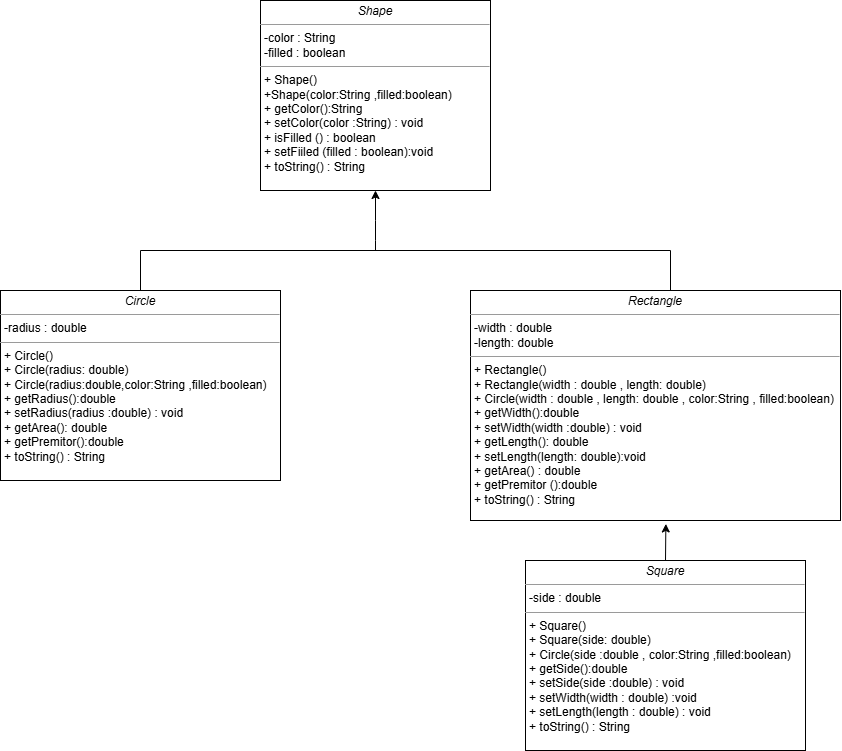 Shape
-color : String
-filled : boolean
+ Shape()
+Shape(color:String ,filled:boolean)
+ getColor():String
+ setColor(color :String) : void
+ isFilled () : boolean
+ setFiiled (filled : boolean):void
+ toString() : String
Circle
-radius : double
+ Circle()
+ Circle(radius: double)
+ Circle(radius:double,color:String ,filled:boolean)
+ getRadius():double
+ setRadius(radius :double) : void
+ getArea(): double
+ getPremitor():double
+ toString() : String
Rectangle
-width : double
-length: double
+ Rectangle()
+ Rectangle(width : double , length: double)
+ Circle(width : double , length: double , color:String , filled:boolean)
+ getWidth():double
+ setWidth(width :double) : void
+ getLength(): double
+ setLength(length: double):void
+ getArea() : double
+ getPremitor ():double
+ toString() : String
Square
-side : double
+ Square()
+ Square(side: double)
+ Circle(side :double , color:String ,filled:boolean)
+ getSide():double
+ setSide(side :double) : void
+ setWidth(width : double) :void
+ setLength(length : double) : void
+ toString() : String